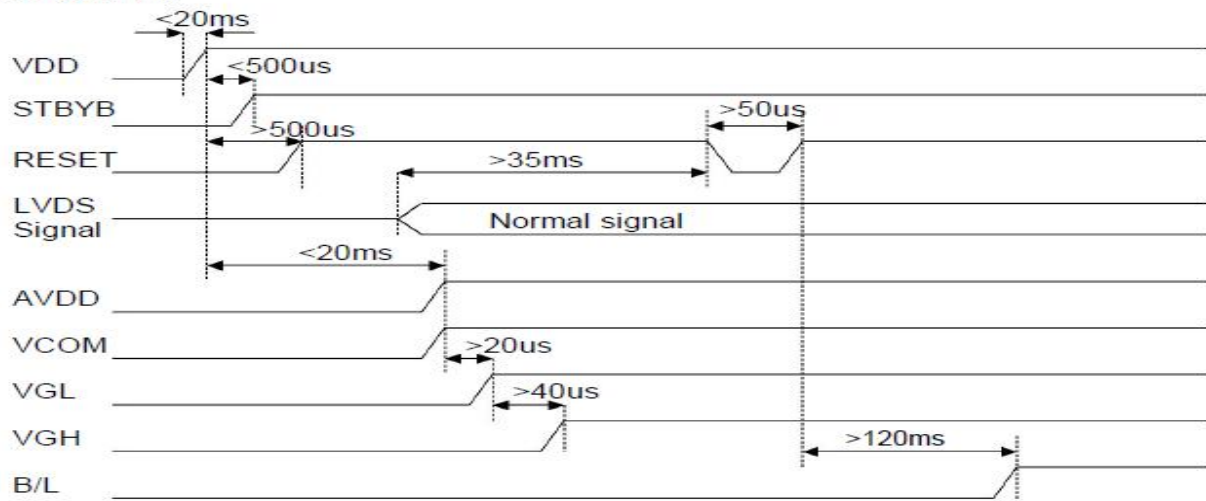 <20ms
VDD
<500us
STBYB
>500us
>50us
RESET
>35ms
LVDS
Signal
Normal signal
<20ms
AVDD
VCOM
>20us
VGL
>40us
VGH
>120ms
B/L